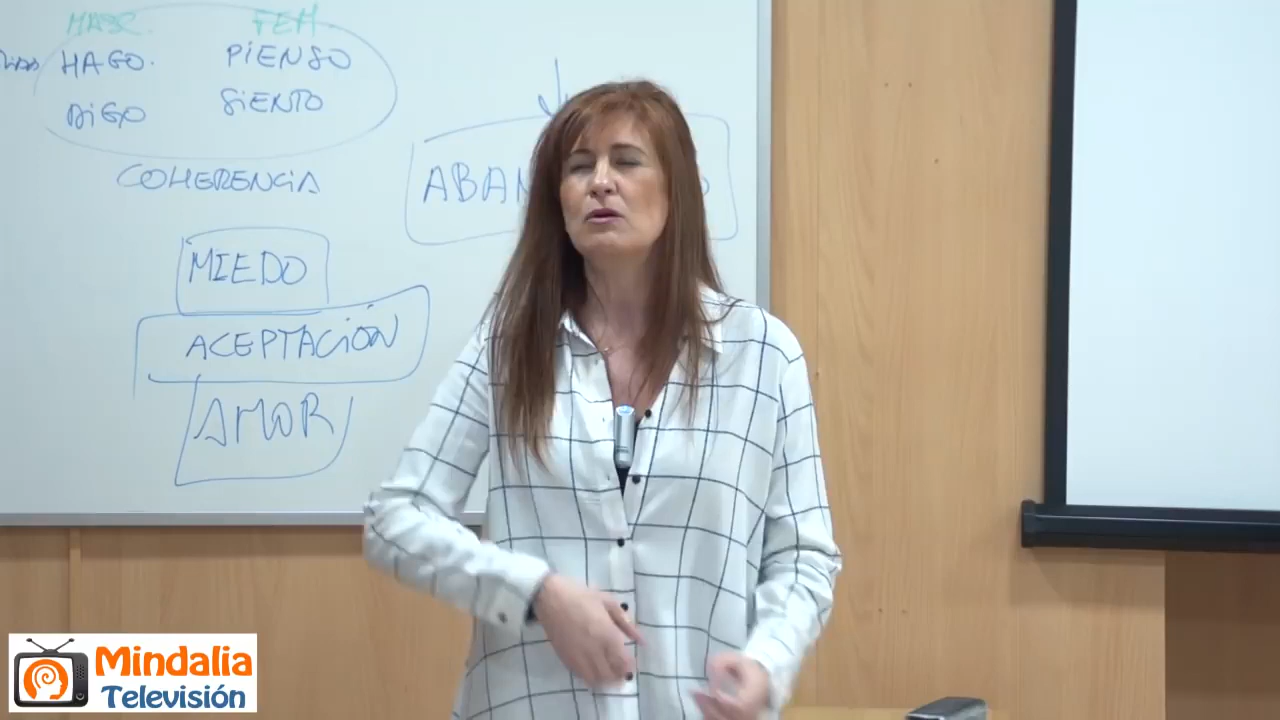 MASC. FEM.
HAGO. PIENSO
DIGO SIENTO
COHERENCIA
ABAN
MIEDO
ACEPTACIÓN
AMOR
Mindalia
Televisión